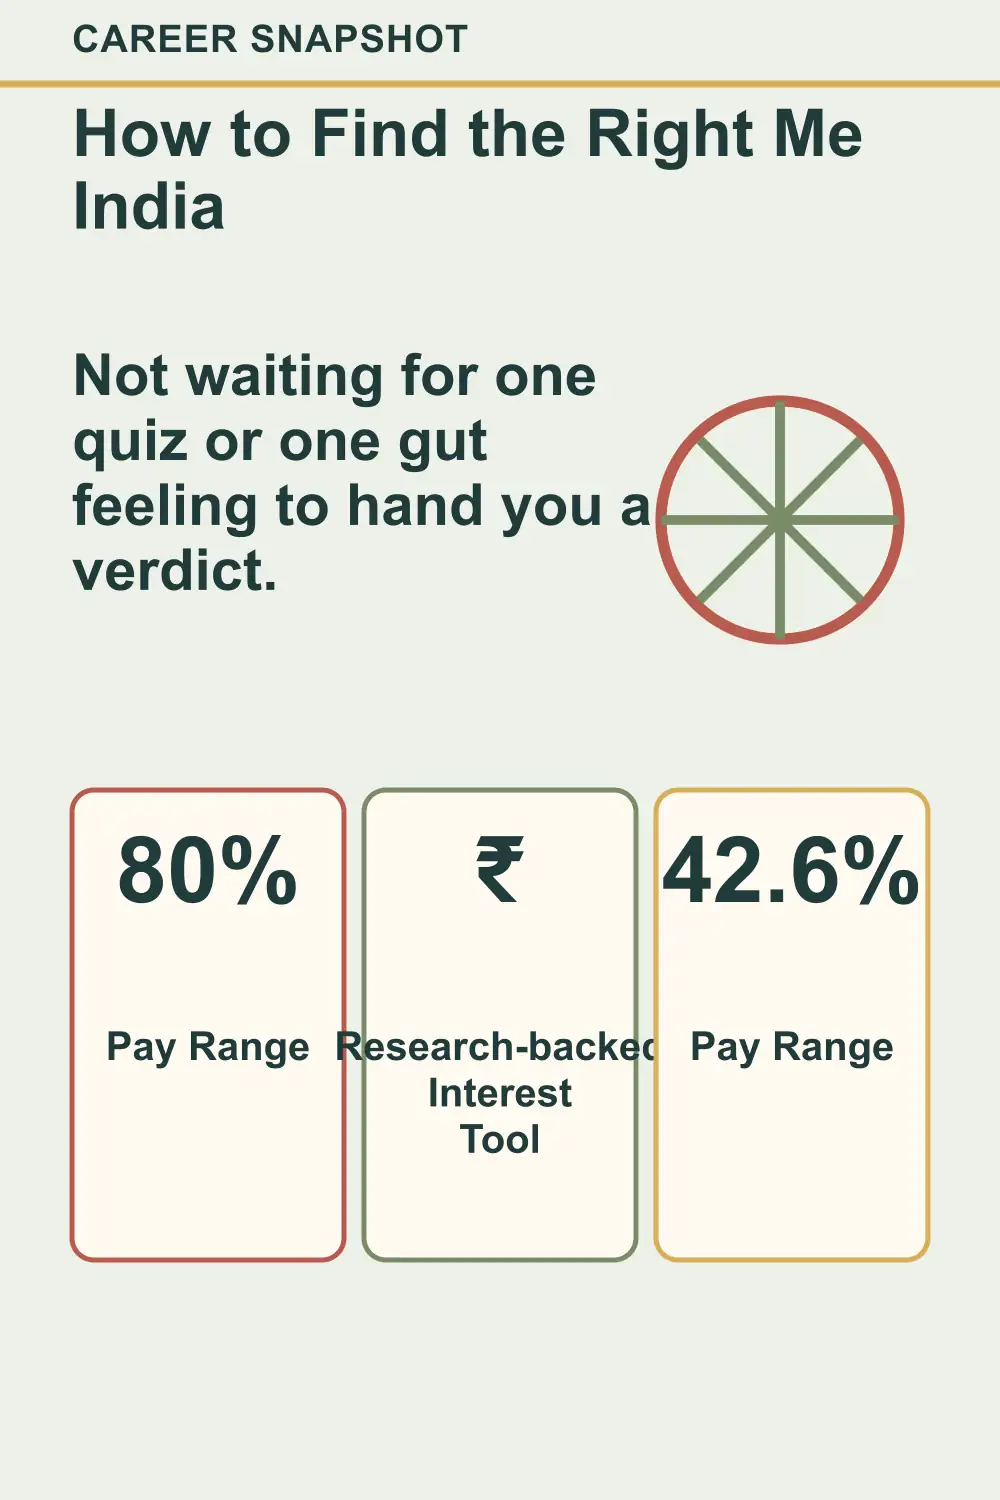 CAREER SNAPSHOT
How to Find the Right Me
India
Not waiting for one
quiz or one gut
feeling to hand you a
verdict.
80%
₹
42.6%
Pay Range
Research-backed
Interest
Tool
Pay Range